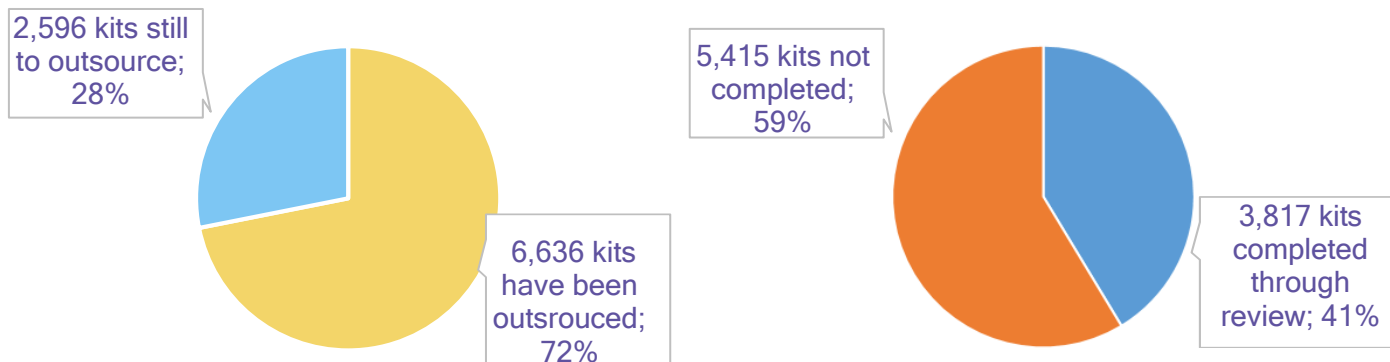 2,596 kits still
to outsource;
28%
6,636 kits
have been
outsrouced;
72%
5,415 kits not
completed;
59%
3,817 kits
completed
through
review; 41%